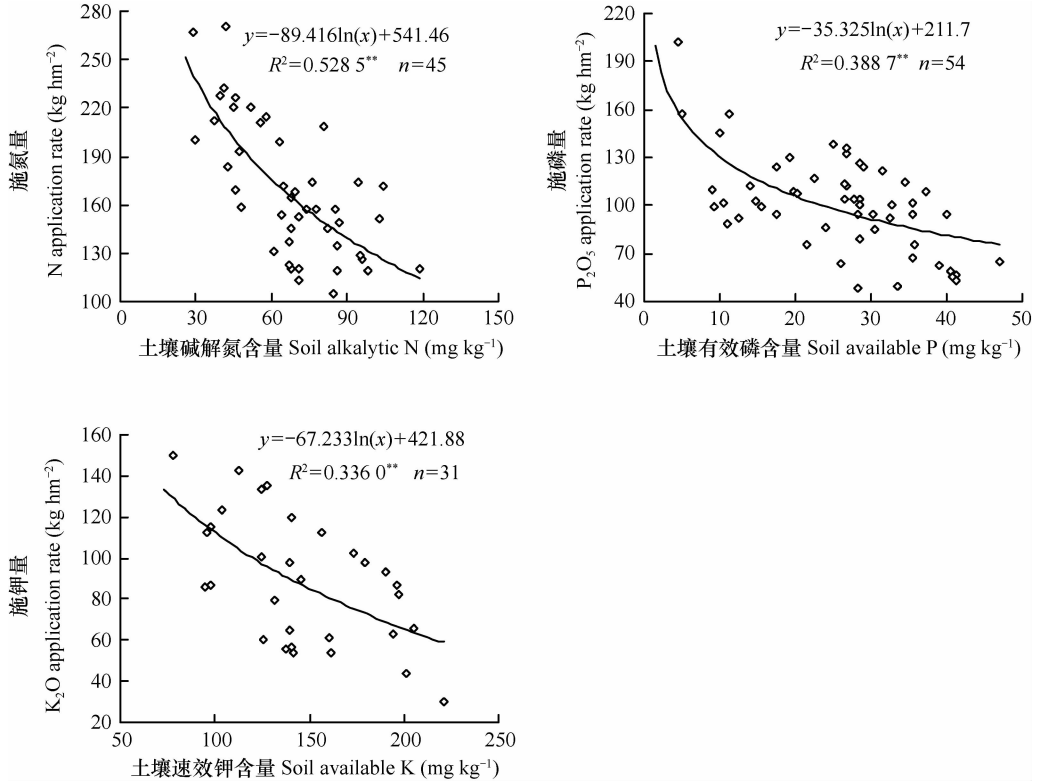 y=−89.416ln(x)+541.46
R²=0.528 5** n=45
施氮量
N application rate (kg hm⁻²)
280
250
220
190
160
130
100
0
30
60
90
120
150
土壤碱解氮含量 Soil alkalytic N (mg kg⁻¹)
y=−35.325ln(x)+211.7
R²=0.388 7** n=54
施磷量
P₂O₅ application rate (kg hm⁻²)
220
190
160
130
100
70
40
0
10
20
30
40
50
土壤有效磷含量 Soil available P (mg kg⁻¹)
y=−67.233ln(x)+421.88
R²=0.336 0** n=31
施钾量
K₂O application rate (kg hm⁻²)
160
140
120
100
80
60
40
20
50
100
150
200
250
土壤速效钾含量 Soil available K (mg kg⁻¹)